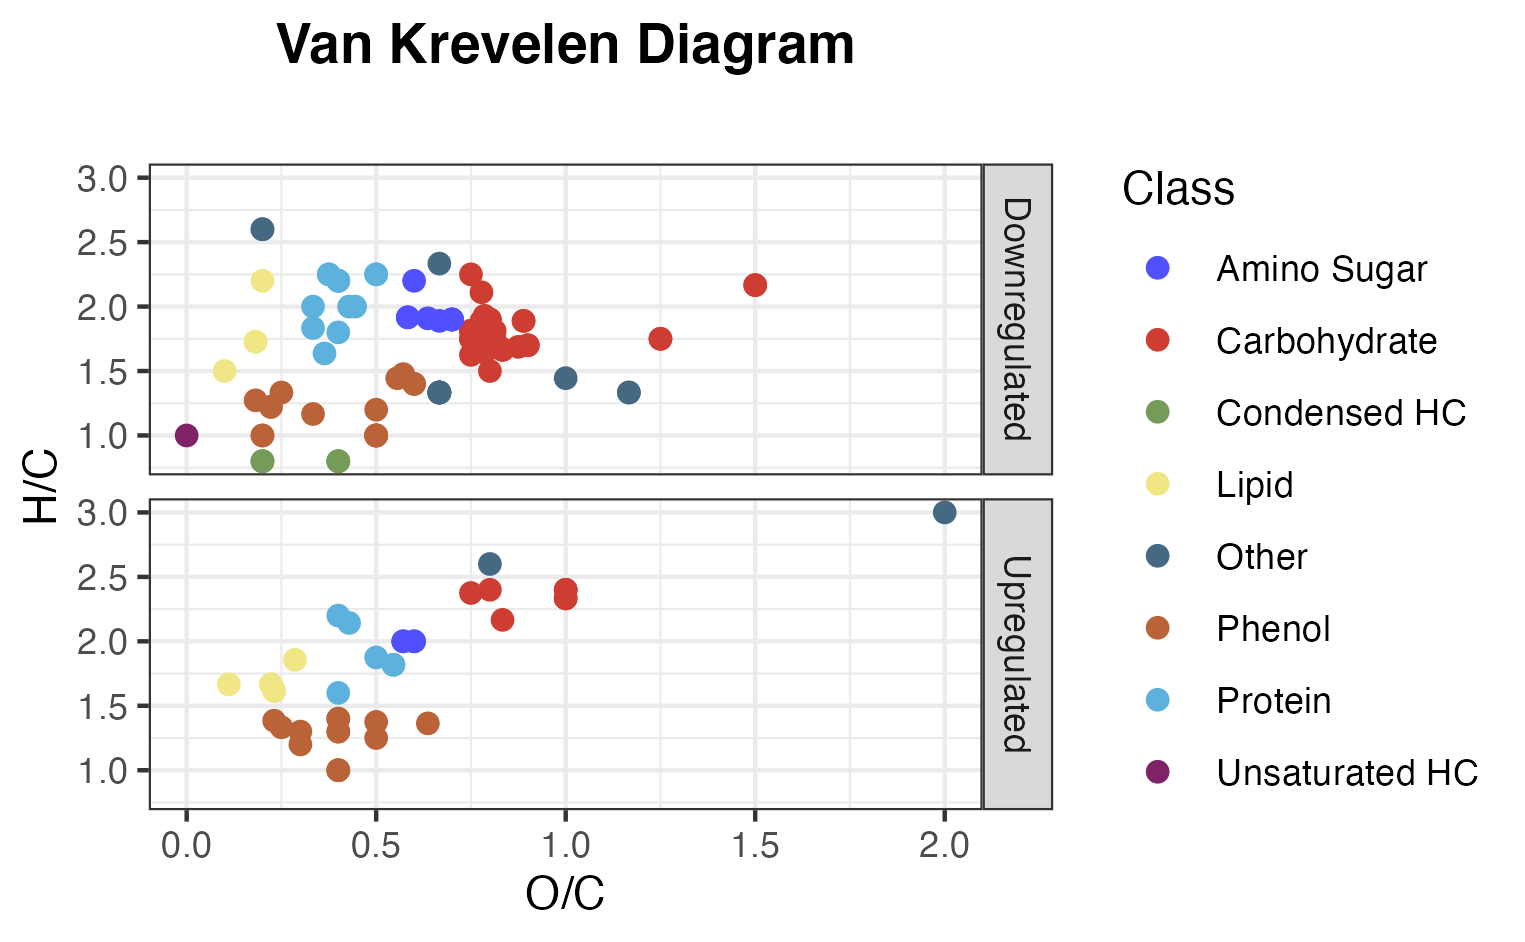 Van Krevelen Diagram
H/C
3.0
2.5
2.0
1.5
1.0
Downregulated
3.0
2.5
2.0
1.5
1.0
Upregulated
0.0 0.5 1.0 1.5 2.0
O/C
Class
Amino Sugar
Carbohydrate
Condensed HC
Lipid
Other
Phenol
Protein
Unsaturated HC